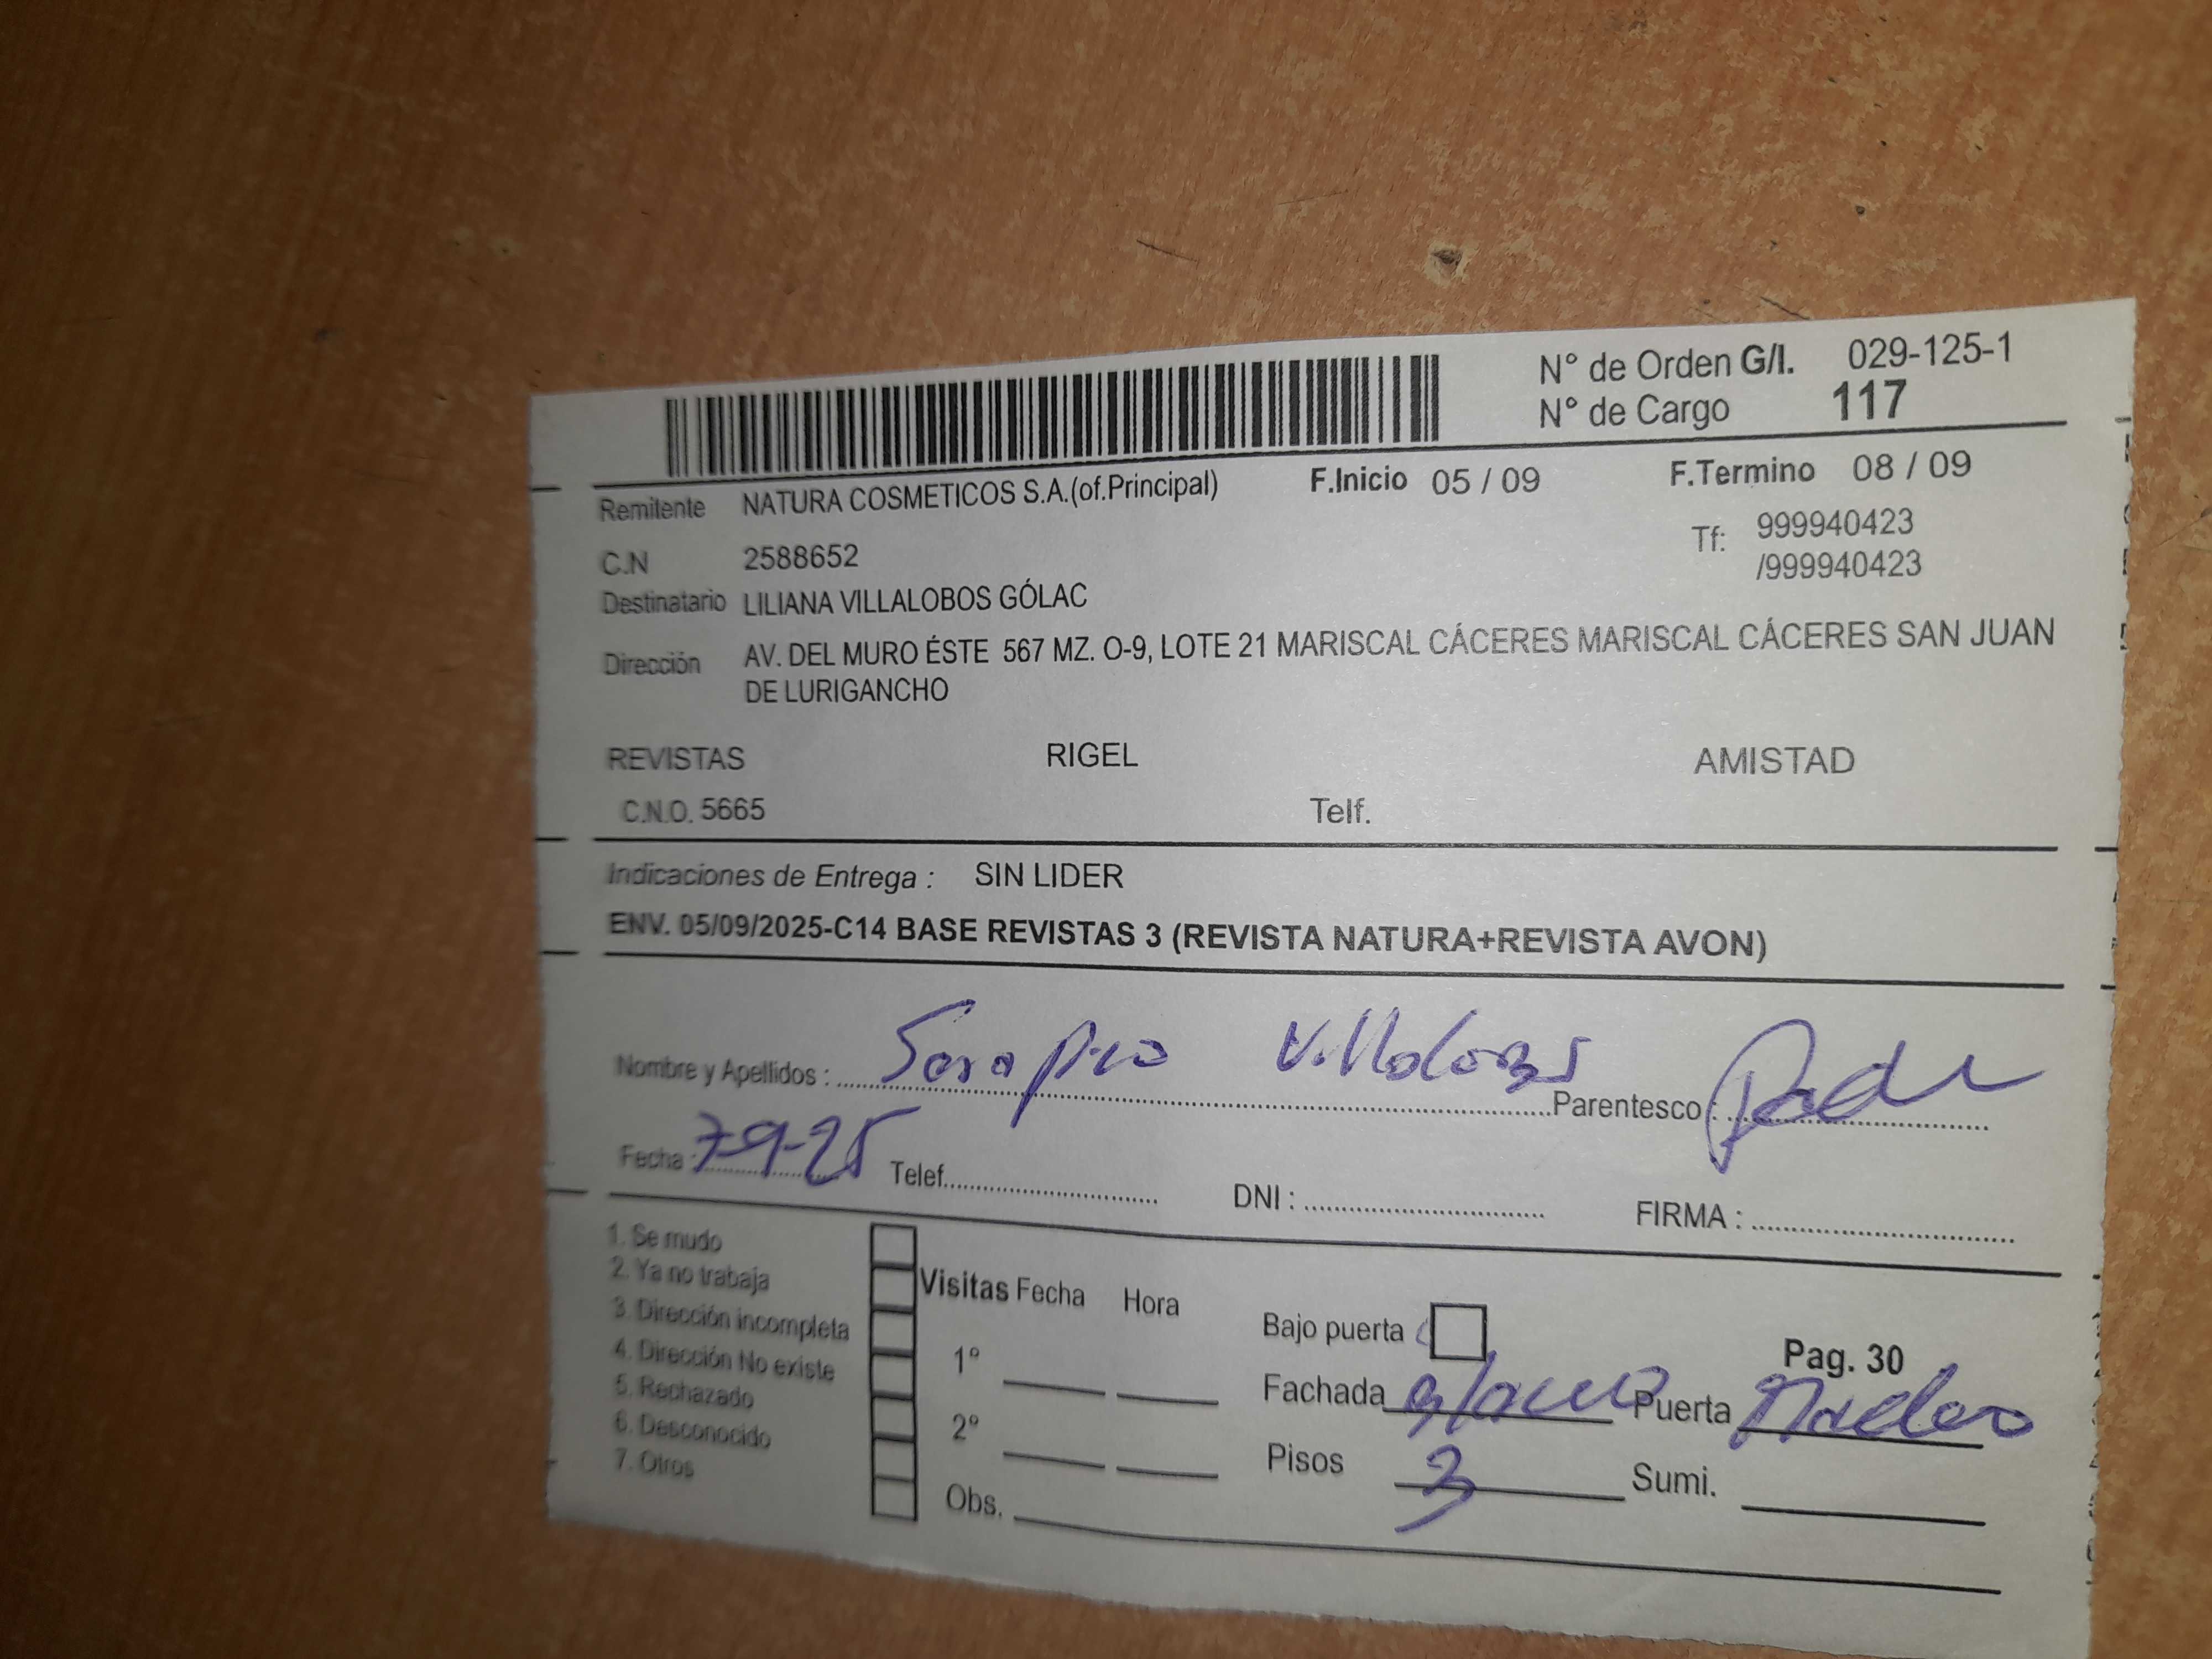 N° de Orden G/I. 029-125-1
N° de Cargo 117
Remitente NATURA COSMETICOS S.A.(of.Principal) F.Inicio 05 / 09 F.Termino 08 / 09
C.N 2588652 Tf: 999940423
/999940423
Destinatario LILIANA VILLALOBOS GÓLAC
Dirección AV. DEL MURO ÉSTE 567 MZ. O-9, LOTE 21 MARISCAL CÁCERES MARISCAL CÁCERES SAN JUAN
DE LURIGANCHO
REVISTAS RIGEL AMISTAD
C.N.O. 5665 Telf.
Indicaciones de Entrega : SIN LIDER
ENV. 05/09/2025-C14 BASE REVISTAS 3 (REVISTA NATURA+REVISTA AVON)
Nombre y Apellidos : Villalobos Parentesco : Padre
Fecha : 7-9-25 Telef. DNI : FIRMA :
1. Se mudo
2. Ya no trabaja
3. Dirección incompleta
4. Dirección No existe
5. Rechazado
6. Desconocido
7. Otros
Visitas Fecha Hora
1°
2°
Obs.
Bajo puerta
Pag. 30
Fachada Puerta
Pisos 3 Sumi.